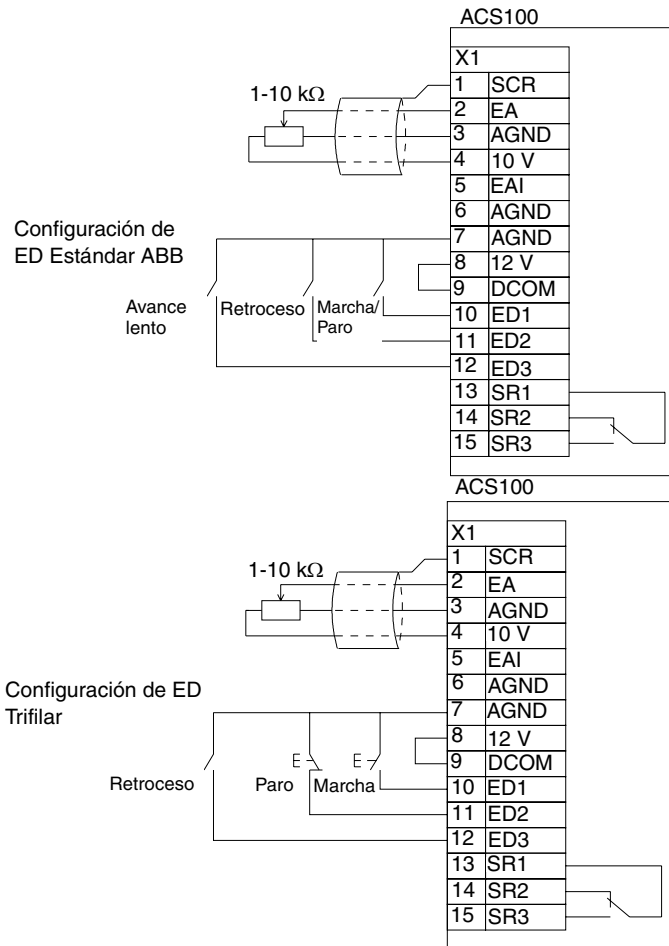 ACS100
X1
1 SCR
1-10 kΩ
2 EA
3 AGND
4 10 V
5 EAI
6 AGND
Configuración de
ED Estándar ABB
7 AGND
8 12 V
9 DCOM
Avance
lento
Retroceso
Marcha/
Paro
10 ED1
11 ED2
12 ED3
13 SR1
14 SR2
15 SR3
ACS100
X1
1 SCR
1-10 kΩ
2 EA
3 AGND
4 10 V
5 EAI
6 AGND
Configuración de ED
Trifilar
7 AGND
8 12 V
9 DCOM
E
E
Retroceso
Paro
Marcha
10 ED1
11 ED2
12 ED3
13 SR1
14 SR2
15 SR3